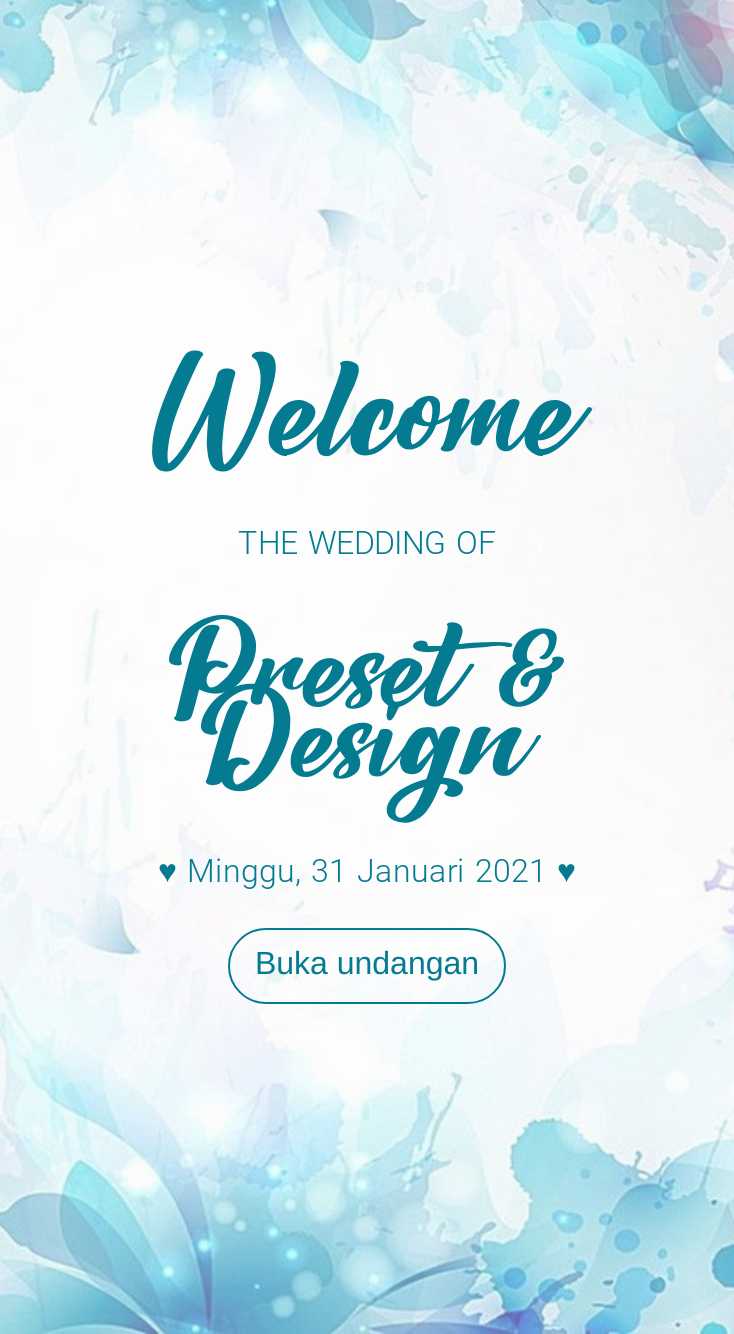 Welcome
THE WEDDING OF
Preset &
Design
♥ Minggu, 31 Januari 2021 ♥
Buka undangan